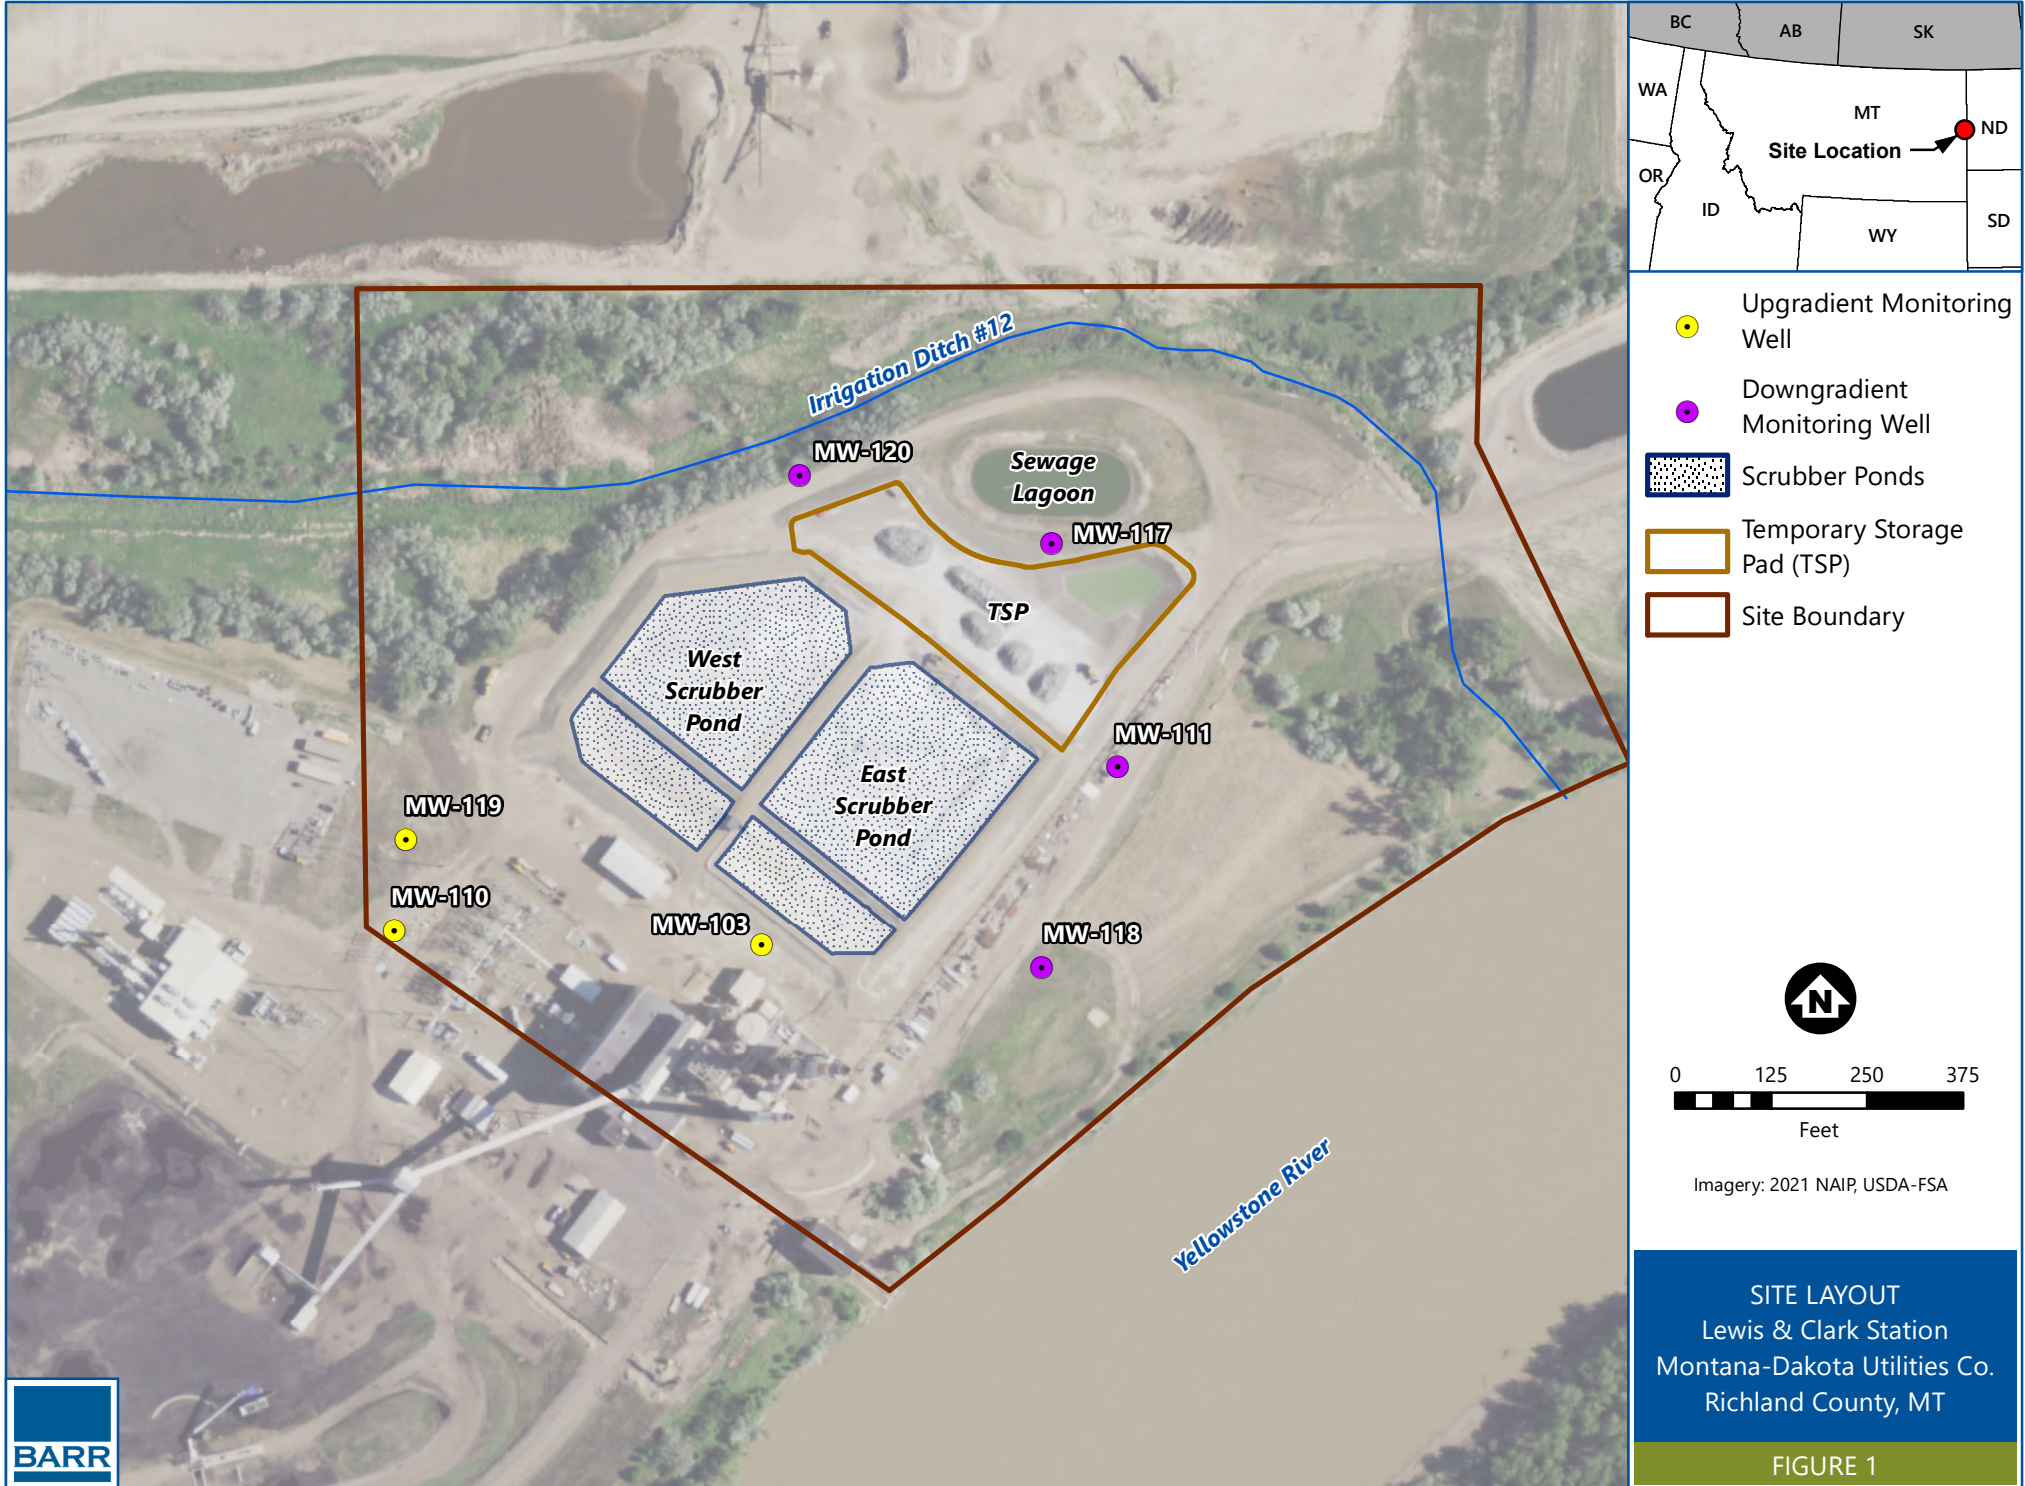 BC
AB
SK
WA
MT
ND
Site Location
OR
ID
SD
WY
Upgradient Monitoring
Well
Downgradient
Monitoring Well
Scrubber Ponds
Temporary Storage
Pad (TSP)
Site Boundary
Irrigation Ditch #12
MW-120
Sewage
Lagoon
MW-117
TSP
West
Scrubber
Pond
MW-111
East
Scrubber
Pond
MW-119
MW-110
MW-103
MW-118
Yellowstone River
N
0 125 250 375
Feet
Imagery: 2021 NAIP, USDA-FSA
SITE LAYOUT
Lewis & Clark Station
Montana-Dakota Utilities Co.
Richland County, MT
FIGURE 1
BARR